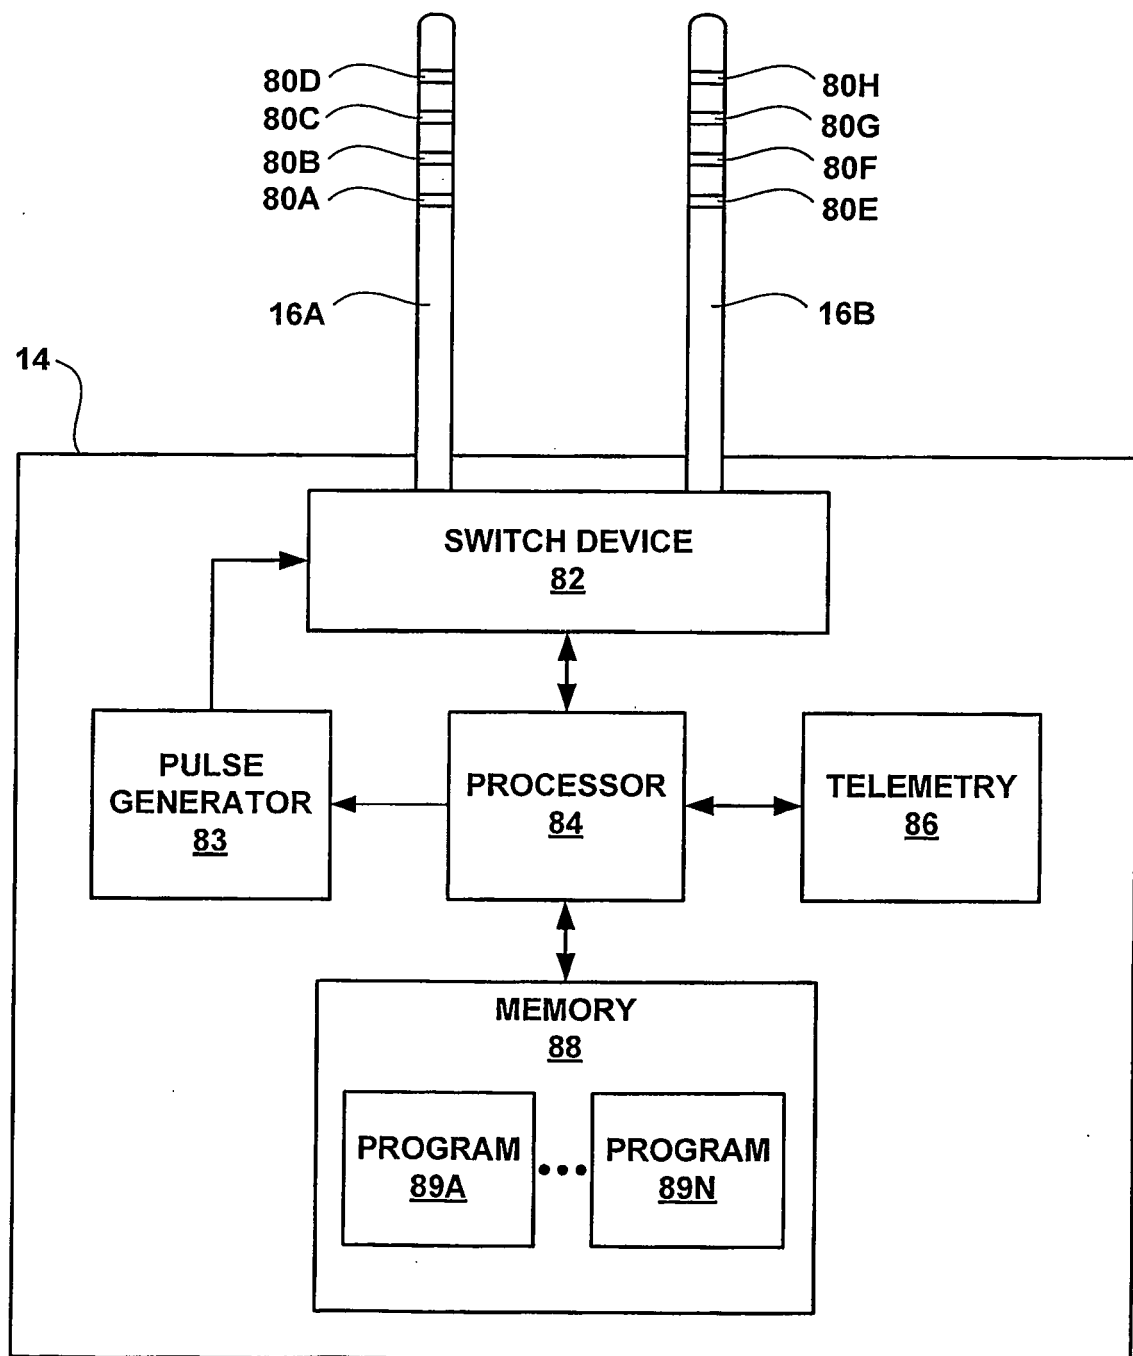 80D
80H
80C
80G
80B
80F
80A
80E
16A
16B
14
SWITCH DEVICE
82
PULSE
GENERATOR
83
PROCESSOR
84
TELEMETRY
86
MEMORY
88
PROGRAM
89A
•••
PROGRAM
89N